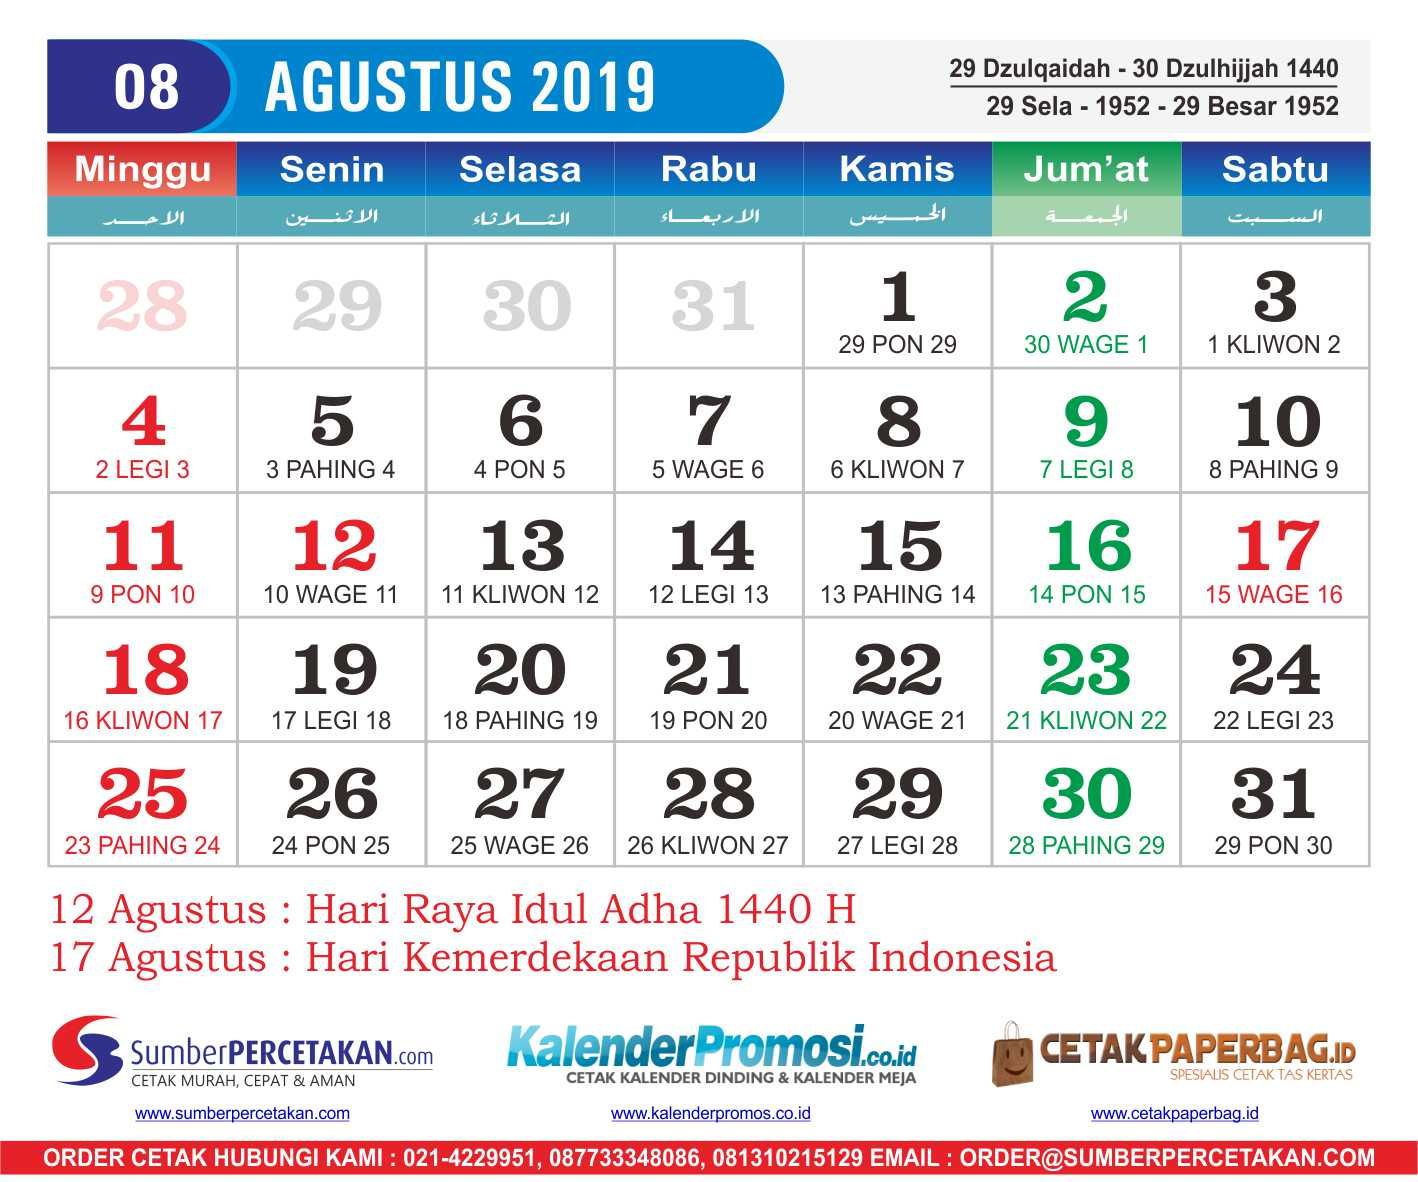 08 AGUSTUS 2019
29 Dzulqaidah - 30 Dzulhijjah 1440
29 Sela - 1952 - 29 Besar 1952
Minggu Senin Selasa Rabu Kamis Jum'at Sabtu
الاحد الاثنين الثلاثاء الاربعاء الخميس الجمعة السبت
28 29 30 31 1 2 3
29 PON 29 30 WAGE 1 1 KLIWON 2
4 5 6 7 8 9 10
2 LEGI 3 3 PAHING 4 4 PON 5 5 WAGE 6 6 KLIWON 7 7 LEGI 8 8 PAHING 9
11 12 13 14 15 16 17
9 PON 10 10 WAGE 11 11 KLIWON 12 12 LEGI 13 13 PAHING 14 14 PON 15 15 WAGE 16
18 19 20 21 22 23 24
16 KLIWON 17 17 LEGI 18 18 PAHING 19 19 PON 20 20 WAGE 21 21 KLIWON 22 22 LEGI 23
25 26 27 28 29 30 31
23 PAHING 24 24 PON 25 25 WAGE 26 26 KLIWON 27 27 LEGI 28 28 PAHING 29 29 PON 30
12 Agustus : Hari Raya Idul Adha 1440 H
17 Agustus : Hari Kemerdekaan Republik Indonesia
SumberPERCETAKAN.com
CETAK MURAH, CEPAT & AMAN
www.sumberpercetakan.com
KalenderPromosi.co.id
CETAK KALENDER DINDING & KALENDER MEJA
www.kalenderpromos.co.id
CETAKPAPERBAG.ID
SPESIALIS CETAK TAS KERTAS
www.cetakpaperbag.id
ORDER CETAK HUBUNGI KAMI : 021-4229951, 087733348086, 081310215129 EMAIL : ORDER@SUMBERPERCETAKAN.COM